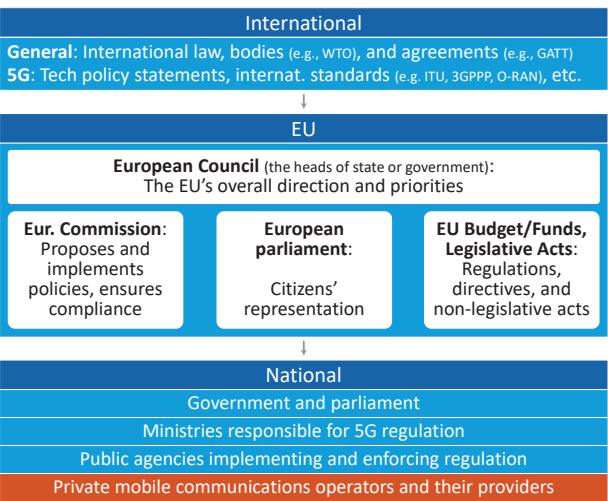 International
General: International law, bodies (e.g., WTO), and agreements (e.g., GATT)
5G: Tech policy statements, internat. standards (e.g. ITU, 3GPPP, O-RAN), etc.
EU
European Council (the heads of state or government):
The EU's overall direction and priorities
Eur. Commission:
Proposes and
implements
policies, ensures
compliance
European
parliament:
Citizens'
representation
EU Budget/Funds,
Legislative Acts:
Regulations,
directives, and
non-legislative acts
National
Government and parliament
Ministries responsible for 5G regulation
Public agencies implementing and enforcing regulation
Private mobile communications operators and their providers